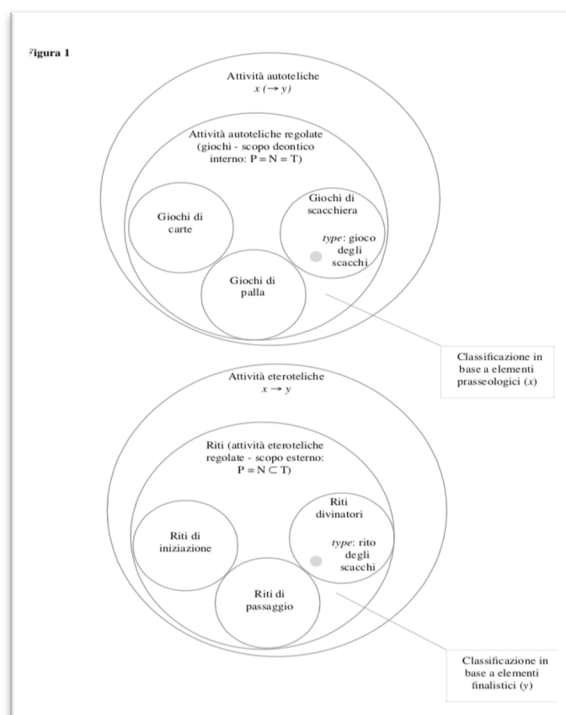 Figura 1
Attività autoteliche
x (→ y)
Attività autoteliche regolate
(giochi - scopo deontico
interno: P = N = T)
Giochi di
carte
Giochi di
scacchiera
type: gioco
degli
scacchi
Giochi di
palla
Classificazione in
base a elementi
prasseologici (x)
Attività eteroteliche
x → y
Riti (attività eteroteliche
regolate - scopo esterno:
P = N ⊂ T)
Riti di
iniziazione
Riti
divinatori
type: rito
degli
scacchi
Riti di
passaggio
Classificazione in
base a elementi
finalistici (y)